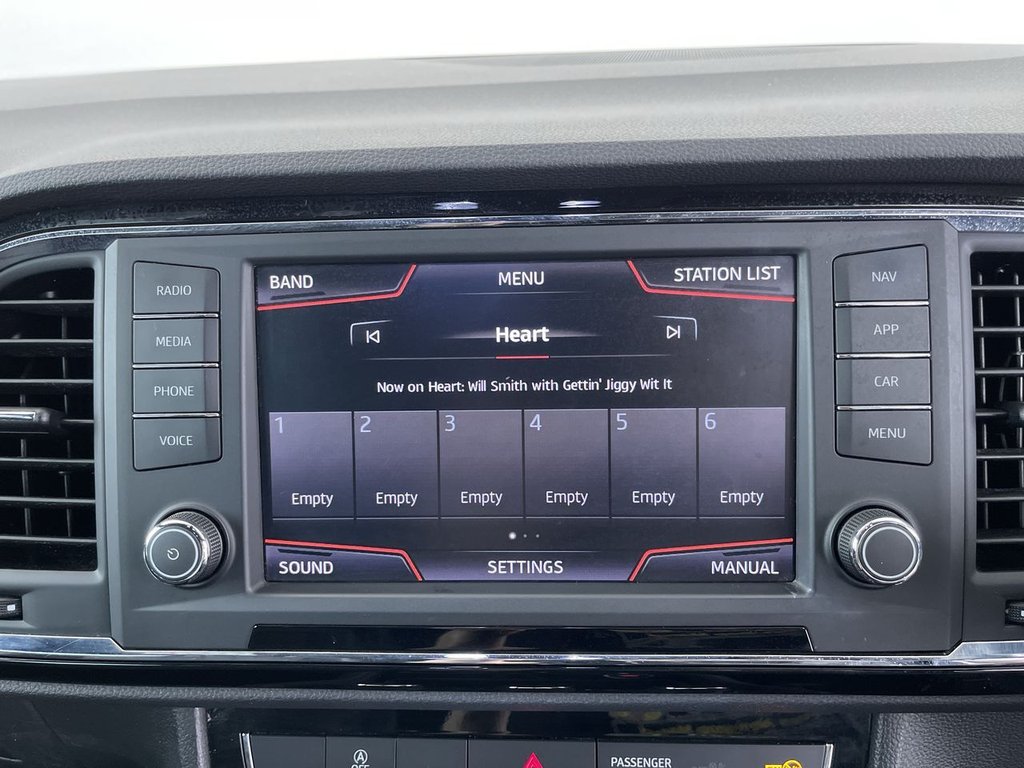 BAND MENU STATION LIST
RADIO
NAV
Heart
MEDIA
APP
Now on Heart: Will Smith with Gettin' Jiggy Wit It
PHONE
CAR
1 2 3 4 5 6
VOICE
MENU
Empty Empty Empty Empty Empty Empty
SOUND SETTINGS MANUAL
A
OFF
PASSENGER